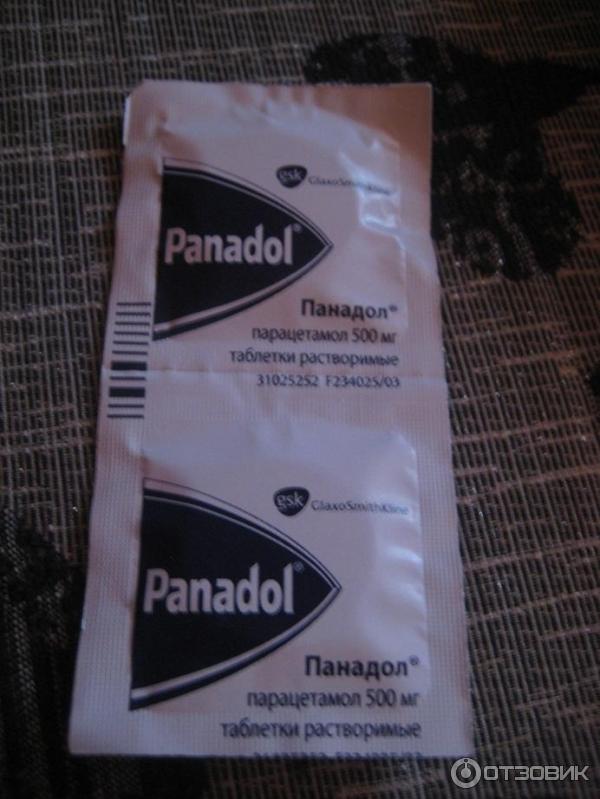 gsk GlaxoSmithKline
Panadol®
Панадол®
парацетамол 500 мг
таблетки растворимые
31025252 F234025/03
gsk GlaxoSmithKline
Panadol®
Панадол®
парацетамол 500 мг
таблетки растворимые
ОТЗОВИК